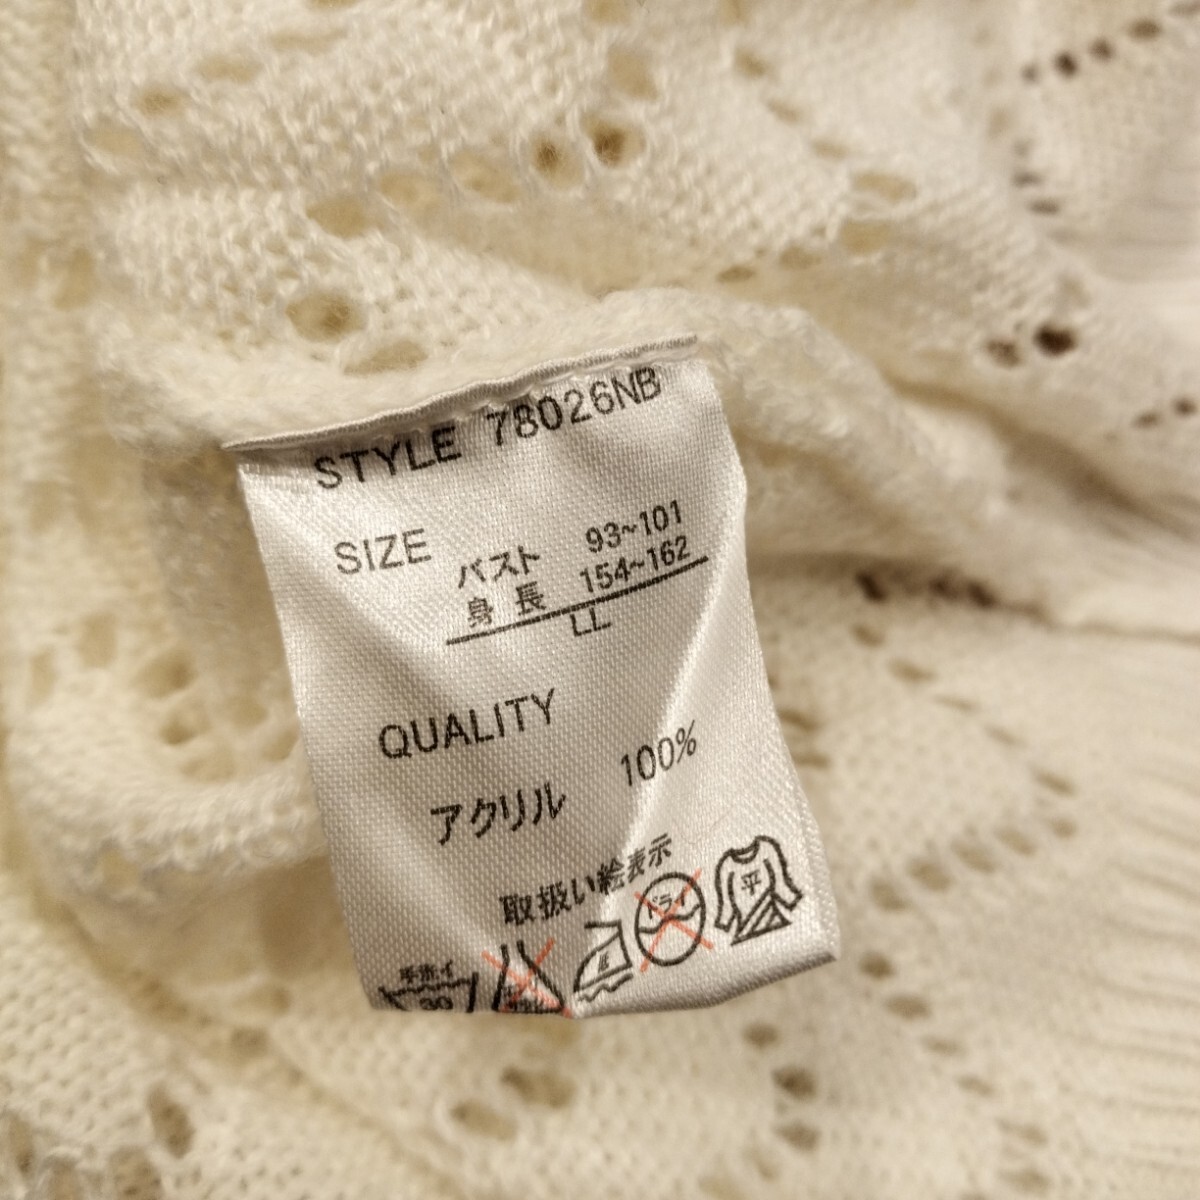 STYLE 78026NB
SIZE バスト 93~101
身長 154~162
LL
QUALITY
アクリル 100%
取扱い絵表示
手洗イ
30
低
ドライ
平